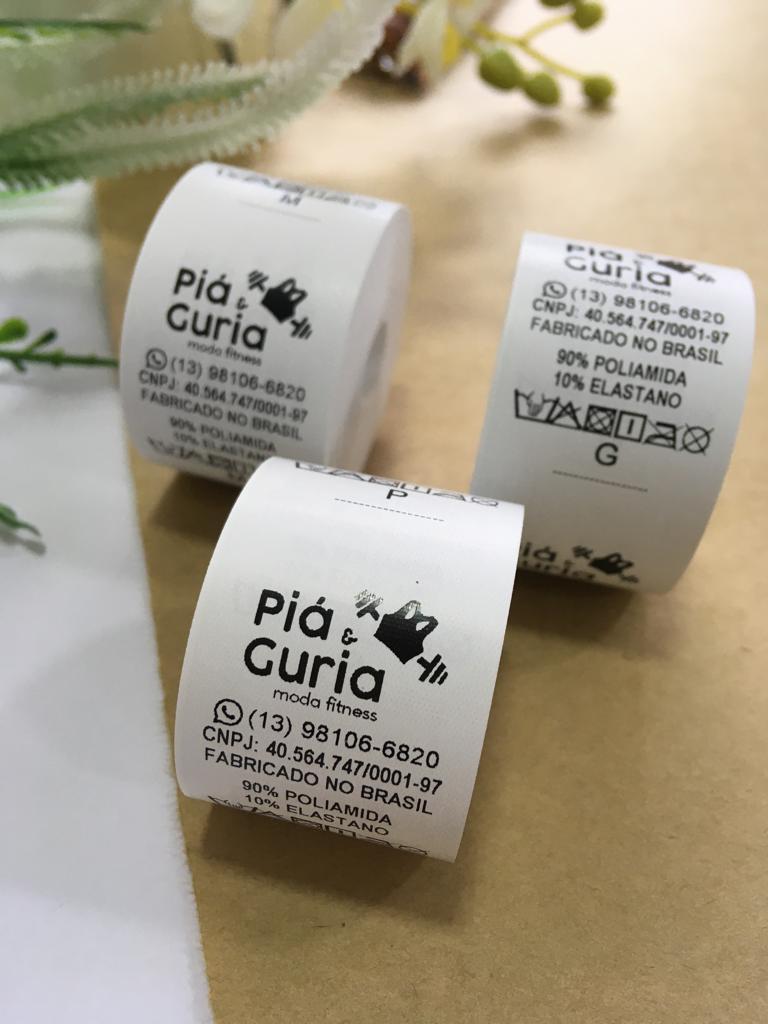 M
Piá &
Guria
moda fitness
(13) 98106-6820
CNPJ: 40.564.747/0001-97
FABRICADO NO BRASIL
90% POLIAMIDA
10% ELASTANO
Guria
moda fitness
(13) 98106-6820
CNPJ: 40.564.747/0001-97
FABRICADO NO BRASIL
90% POLIAMIDA
10% ELASTANO
G
P
Piá &
Guria
moda fitness
(13) 98106-6820
CNPJ: 40.564.747/0001-97
FABRICADO NO BRASIL
90% POLIAMIDA
10% ELASTANO